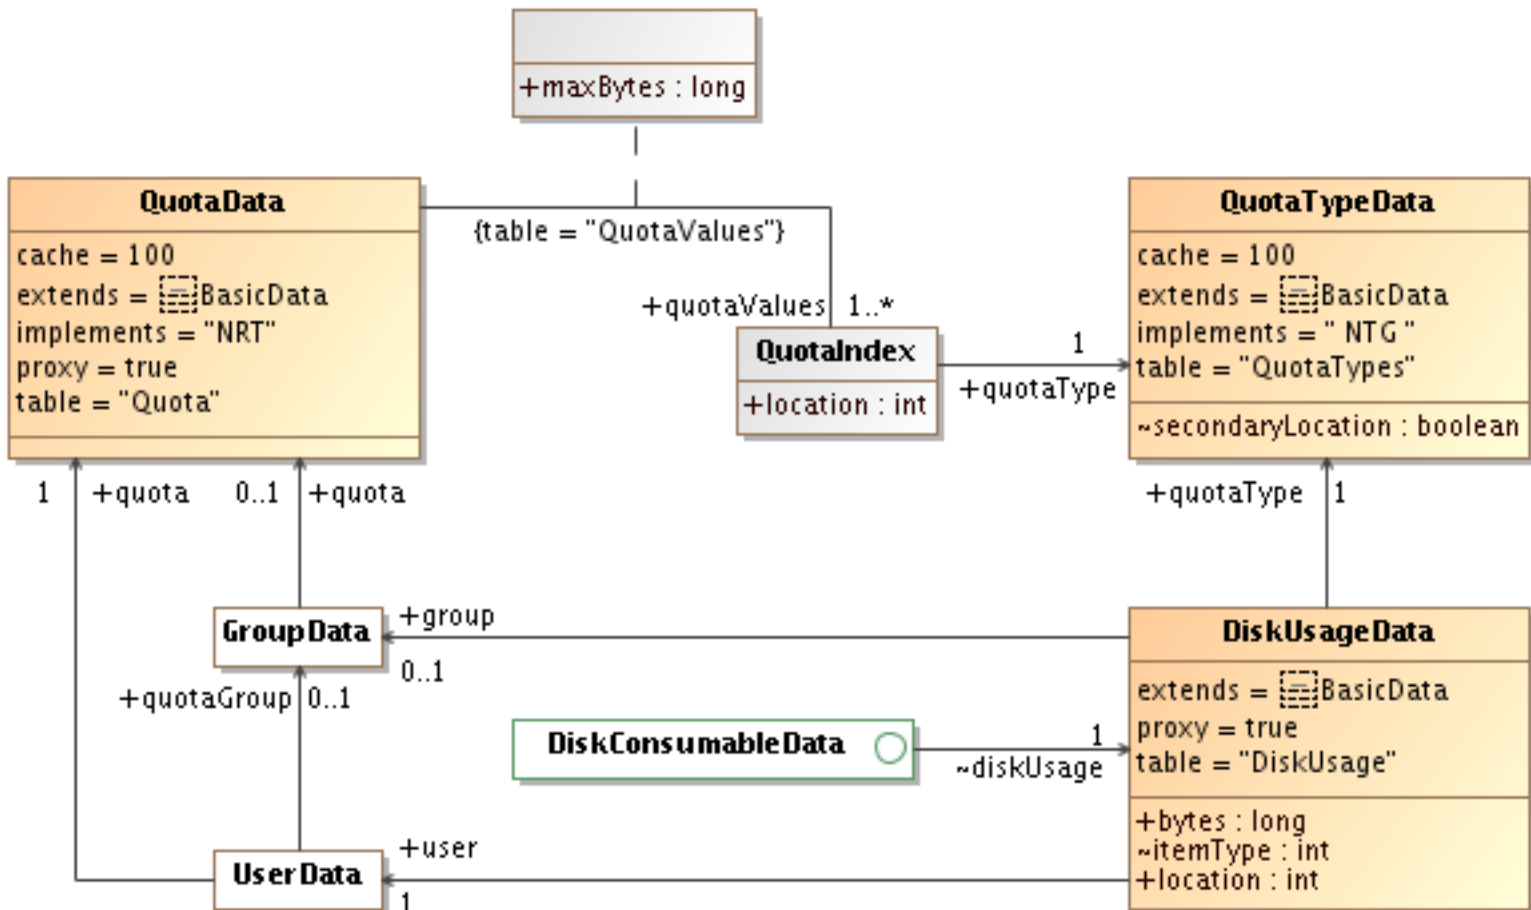 +maxBytes : long
QuotaData
cache = 100
extends = BasicData
implements = "NRT"
proxy = true
table = "Quota"
{table = "QuotaValues"}
+quotaValues 1..*
QuotaIndex
+location : int
1
+quotaType
QuotaTypeData
cache = 100
extends = BasicData
implements = " NTG "
table = "QuotaTypes"
~secondaryLocation : boolean
1 +quota 0..1 +quota
+quotaType 1
GroupData
+group
0..1
+quotaGroup 0..1
DiskConsumableData
1
~diskUsage
DiskUsageData
extends = BasicData
proxy = true
table = "DiskUsage"
+bytes : long
~itemType : int
+location : int
UserData
+user
1